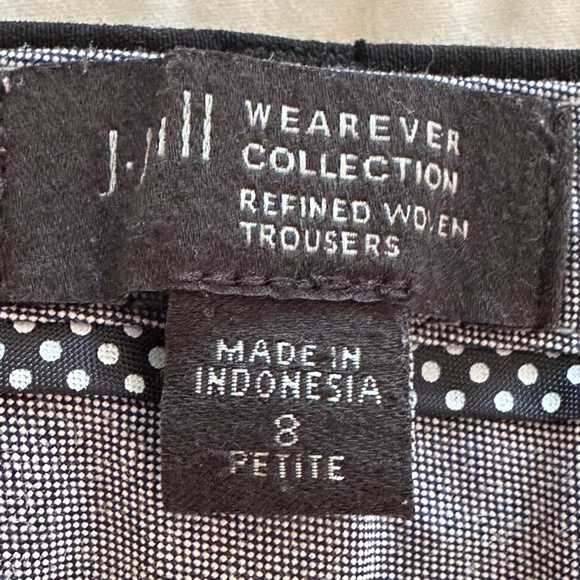 J.Jill
WEAREVER
COLLECTION
REFINED WOVEN
TROUSERS
MADE IN
INDONESIA
8
PETITE